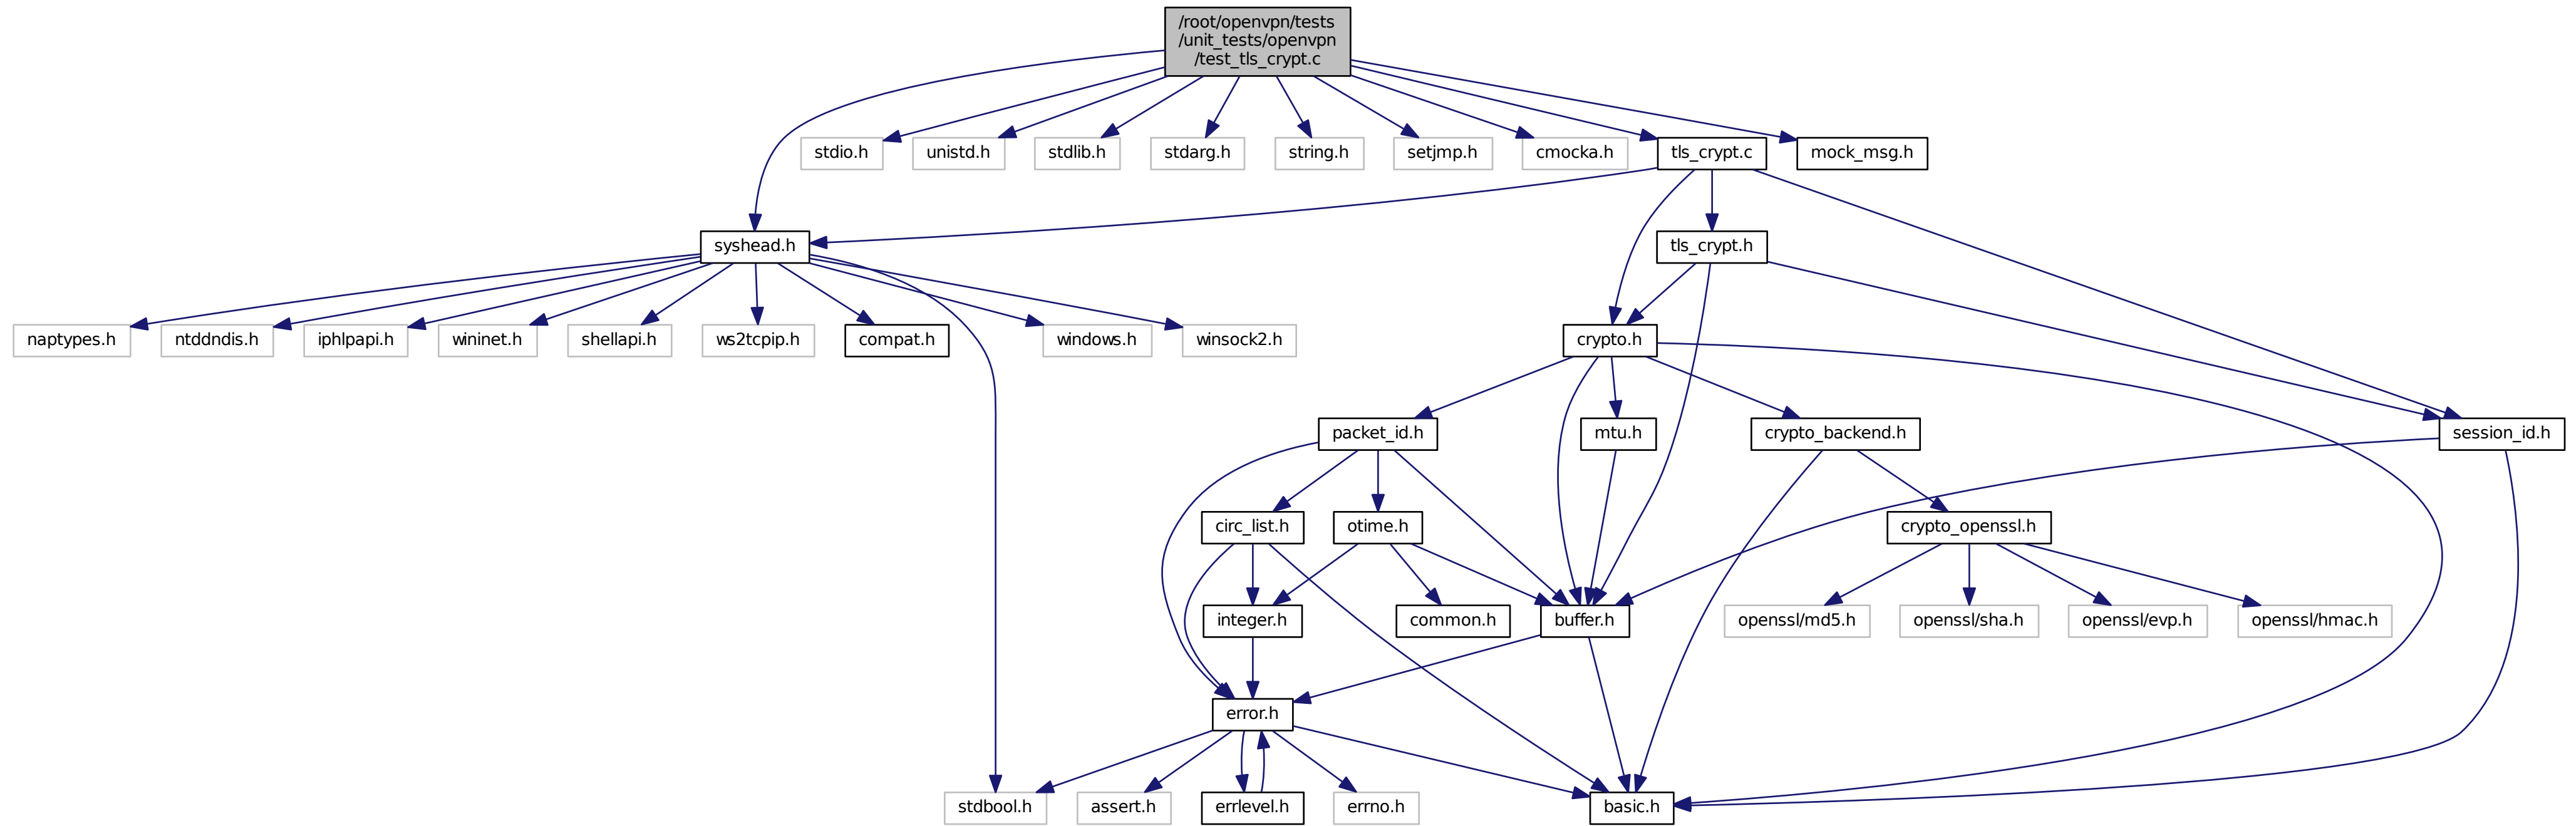 /root/openvpn/tests
/unit_tests/openvpn
/test_tls_crypt.c
stdio.h
unistd.h
stdlib.h
stdarg.h
string.h
setjmp.h
cmocka.h
tls_crypt.c
mock_msg.h
syshead.h
tls_crypt.h
naptypes.h
ntddndis.h
iphlpapi.h
wininet.h
shellapi.h
ws2tcpip.h
compat.h
windows.h
winsock2.h
crypto.h
packet_id.h
mtu.h
crypto_backend.h
session_id.h
circ_list.h
otime.h
crypto_openssl.h
integer.h
common.h
buffer.h
openssl/md5.h
openssl/sha.h
openssl/evp.h
openssl/hmac.h
error.h
stdbool.h
assert.h
errlevel.h
errno.h
basic.h